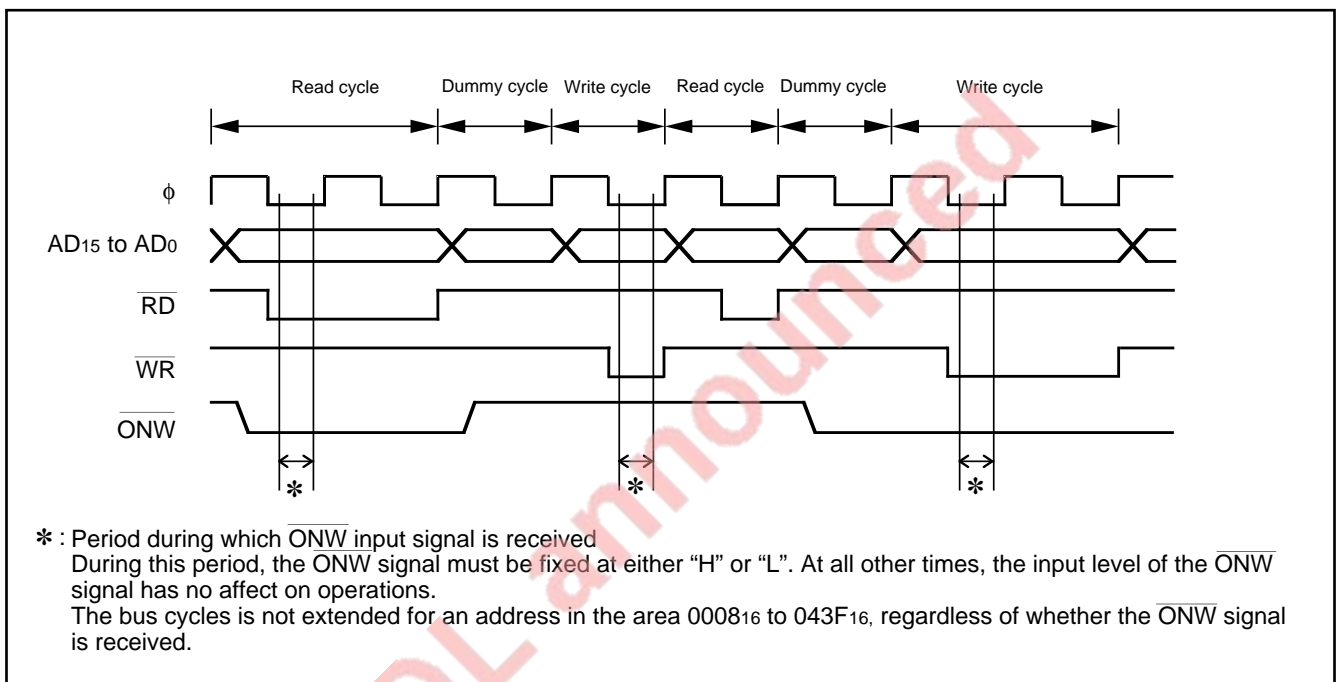 Read cycle Dummy cycle Write cycle Read cycle Dummy cycle Write cycle
φ
AD15 to AD0
RD
WR
ONW
✽ ✽ ✽
✽ : Period during which ONW input signal is received
During this period, the ONW signal must be fixed at either “H” or “L”. At all other times, the input level of the ONW
signal has no affect on operations.
The bus cycles is not extended for an address in the area 000816 to 043F16, regardless of whether the ONW signal
is received.
OL announced